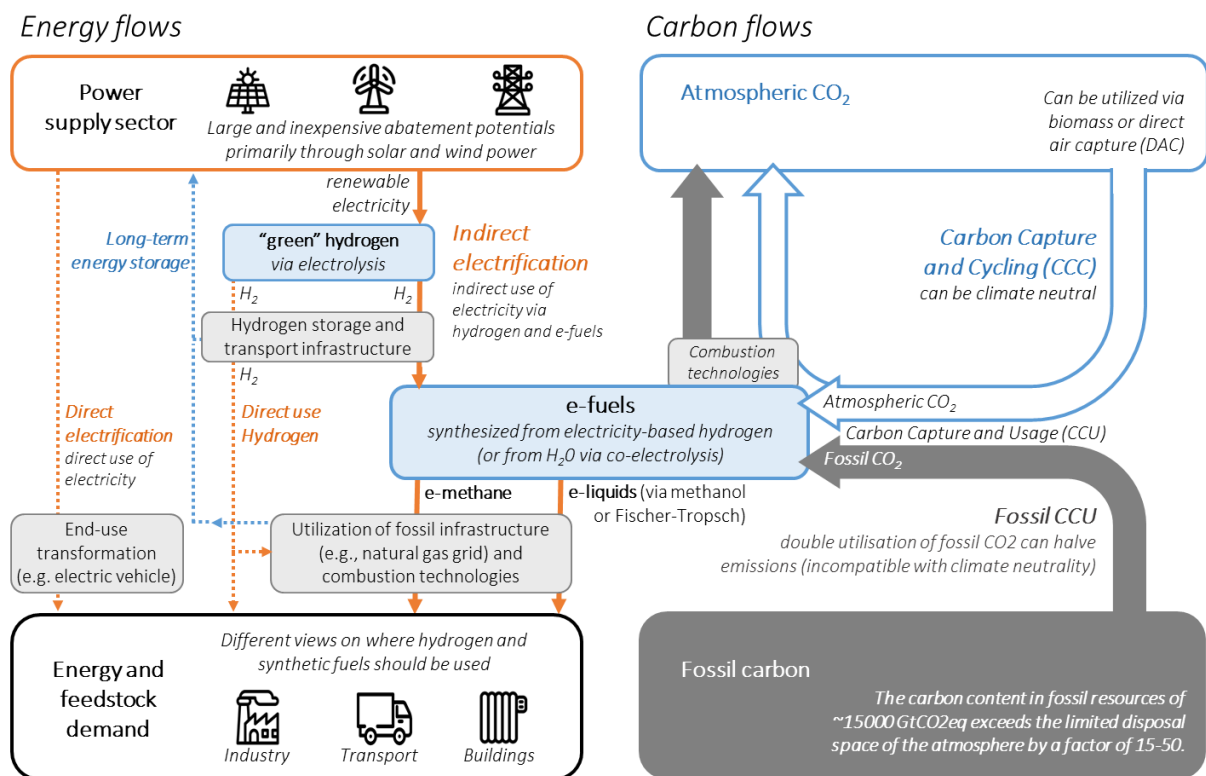 Energy flows
Power
supply sector
Large and inexpensive abatement potentials
primarily through solar and wind power
renewable
electricity
Long-term
energy storage
“green” hydrogen
via electrolysis
Indirect
electrification
indirect use of
electricity via
hydrogen and e-fuels
H₂
H₂
Hydrogen storage and
transport infrastructure
H₂
Direct
electrification
direct use of
electricity
Direct use
Hydrogen
e-fuels
synthesized from electricity-based hydrogen
(or from H₂0 via co-electrolysis)
e-methane
e-liquids (via methanol
or Fischer-Tropsch)
End-use
transformation
(e.g. electric vehicle)
Utilization of fossil infrastructure
(e.g., natural gas grid) and
combustion technologies
Energy and
feedstock
demand
Different views on where hydrogen and
synthetic fuels should be used
Industry
Transport
Buildings
Carbon flows
Atmospheric CO₂
Can be utilized via
biomass or direct
air capture (DAC)
Carbon Capture
and Cycling (CCC)
can be climate neutral
Combustion
technologies
Atmospheric CO₂
Carbon Capture and Usage (CCU)
Fossil CO₂
Fossil CCU
double utilisation of fossil CO2 can halve
emissions (incompatible with climate neutrality)
Fossil carbon
The carbon content in fossil resources of
~15000 GtCO2eq exceeds the limited disposal
space of the atmosphere by a factor of 15-50.